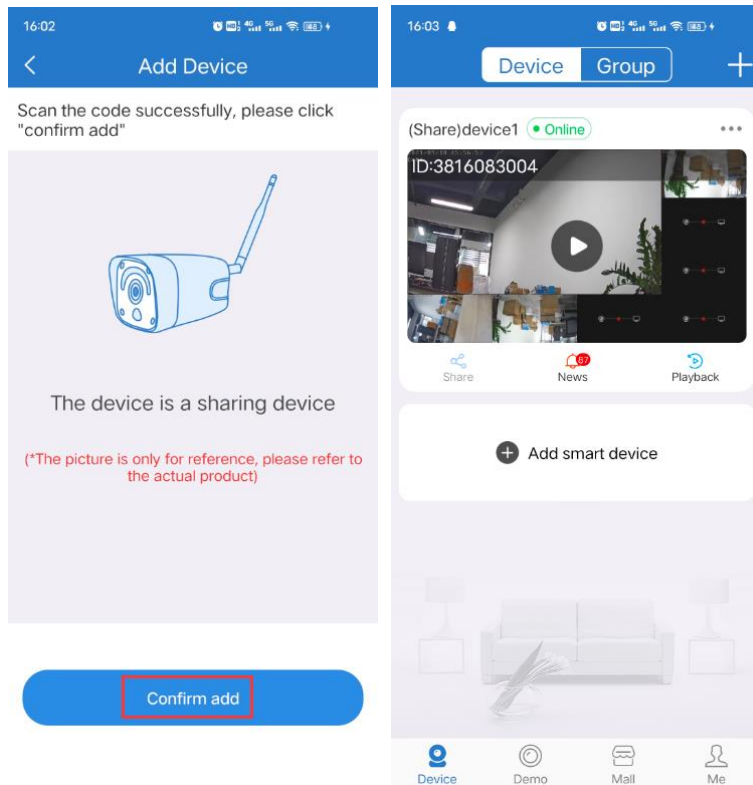 16:02
Add Device
Scan the code successfully, please click
"confirm add"
The device is a sharing device
(*The picture is only for reference, please refer to
the actual product)
Confirm add
16:03
Device
Group
(Share)device1
Online
ID:3816083004
Share
87
News
Playback
Add smart device
Device
Demo
Mall
Me